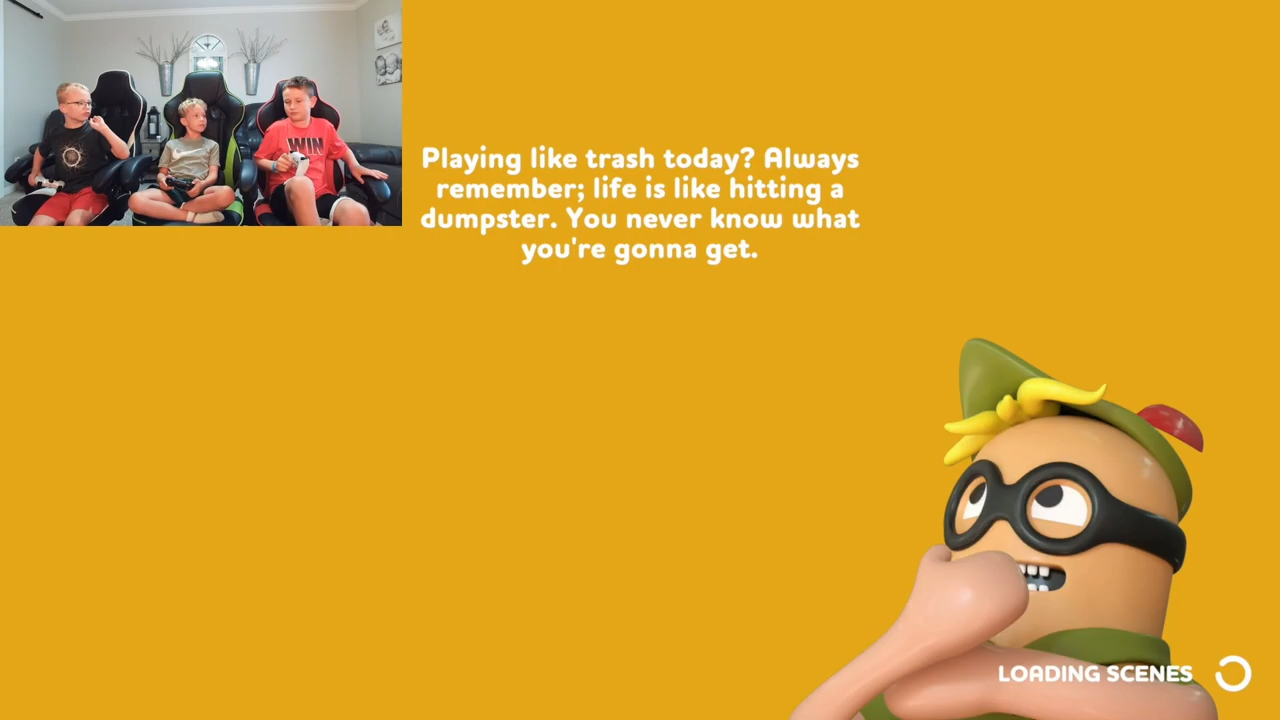 WIN
Playing like trash today? Always
remember; life is like hitting a
dumpster. You never know what
you're gonna get.
LOADING SCENES